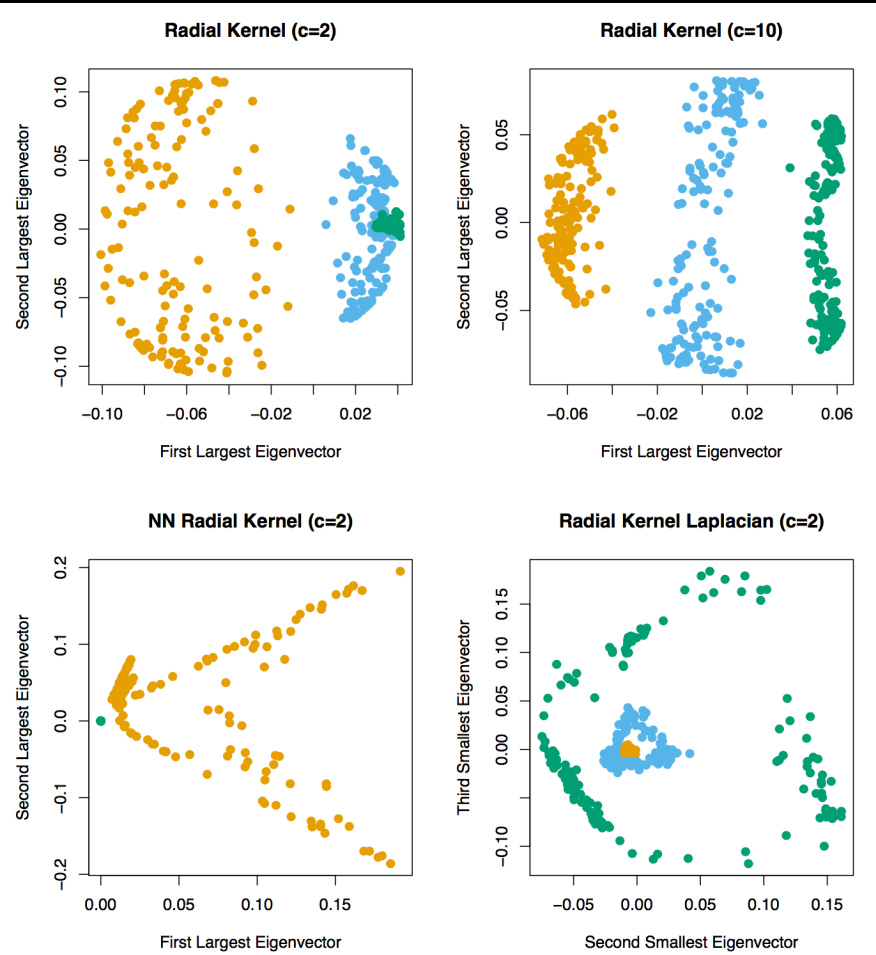 Radial Kernel (c=2)
Second Largest Eigenvector
0.10
0.05
0.00
−0.05
−0.10
−0.10 −0.06 −0.02 0.02
First Largest Eigenvector
Radial Kernel (c=10)
Second Largest Eigenvector
0.05
0.00
−0.05
−0.06 −0.02 0.02 0.06
First Largest Eigenvector
NN Radial Kernel (c=2)
Second Largest Eigenvector
0.2
0.1
0.0
−0.1
−0.2
0.00 0.05 0.10 0.15
First Largest Eigenvector
Radial Kernel Laplacian (c=2)
Third Smallest Eigenvector
0.15
0.10
0.05
0.00
−0.10
−0.05 0.00 0.05 0.10 0.15
Second Smallest Eigenvector